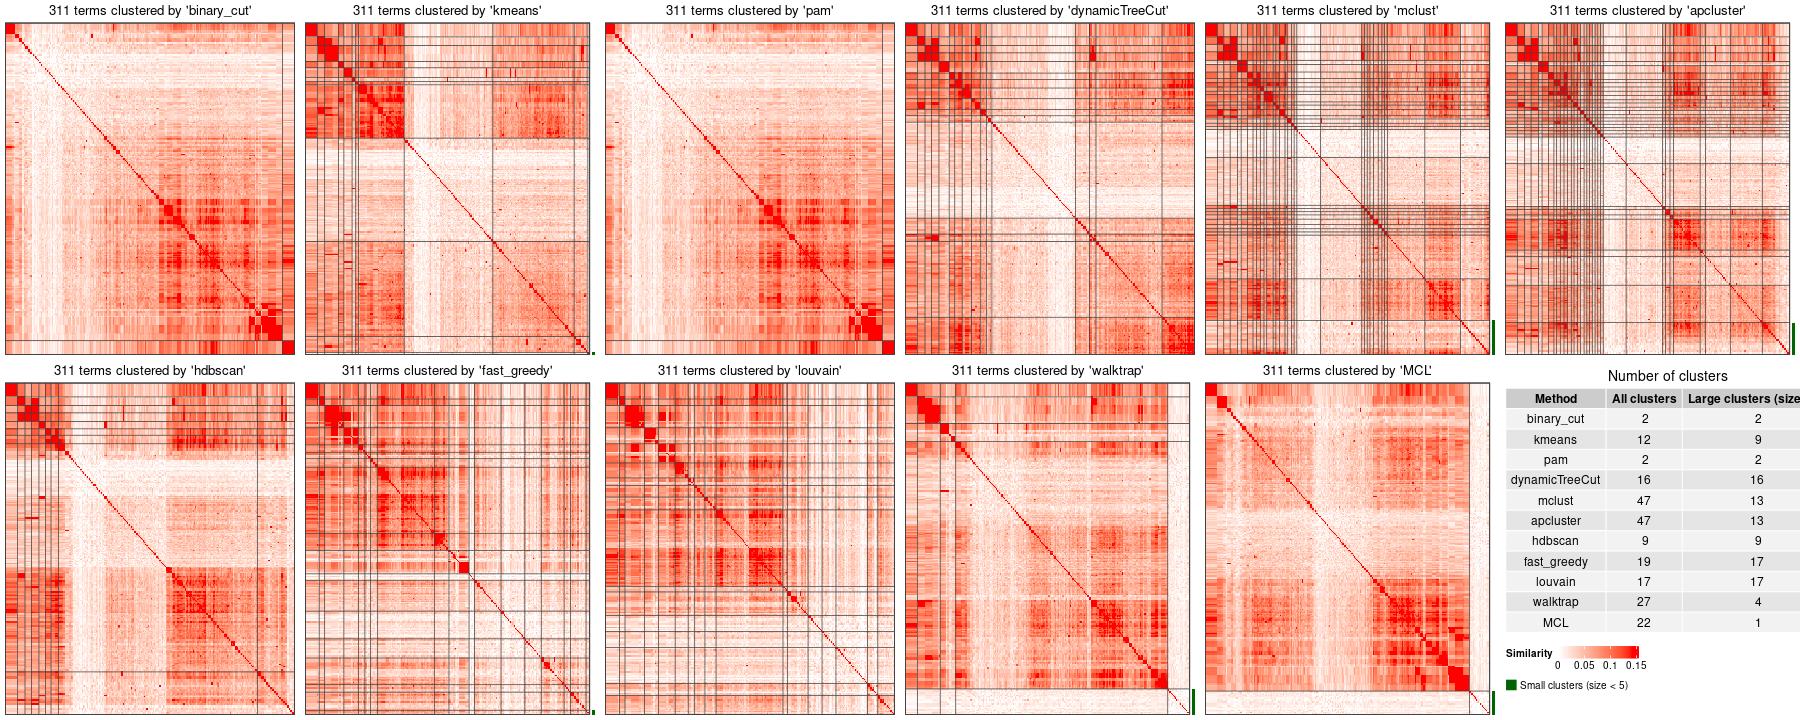 311 terms clustered by 'binary_cut'
311 terms clustered by 'kmeans'
311 terms clustered by 'pam'
311 terms clustered by 'dynamicTreeCut'
311 terms clustered by 'mclust'
311 terms clustered by 'apcluster'
311 terms clustered by 'hdbscan'
311 terms clustered by 'fast_greedy'
311 terms clustered by 'louvain'
311 terms clustered by 'walktrap'
311 terms clustered by 'MCL'
Number of clusters
Method All clusters Large clusters (size
binary_cut 2 2
kmeans 12 9
pam 2 2
dynamicTreeCut 16 16
mclust 47 13
apcluster 47 13
hdbscan 9 9
fast_greedy 19 17
louvain 17 17
walktrap 27 4
MCL 22 1
Similarity
0 0.05 0.1 0.15
Small clusters (size < 5)